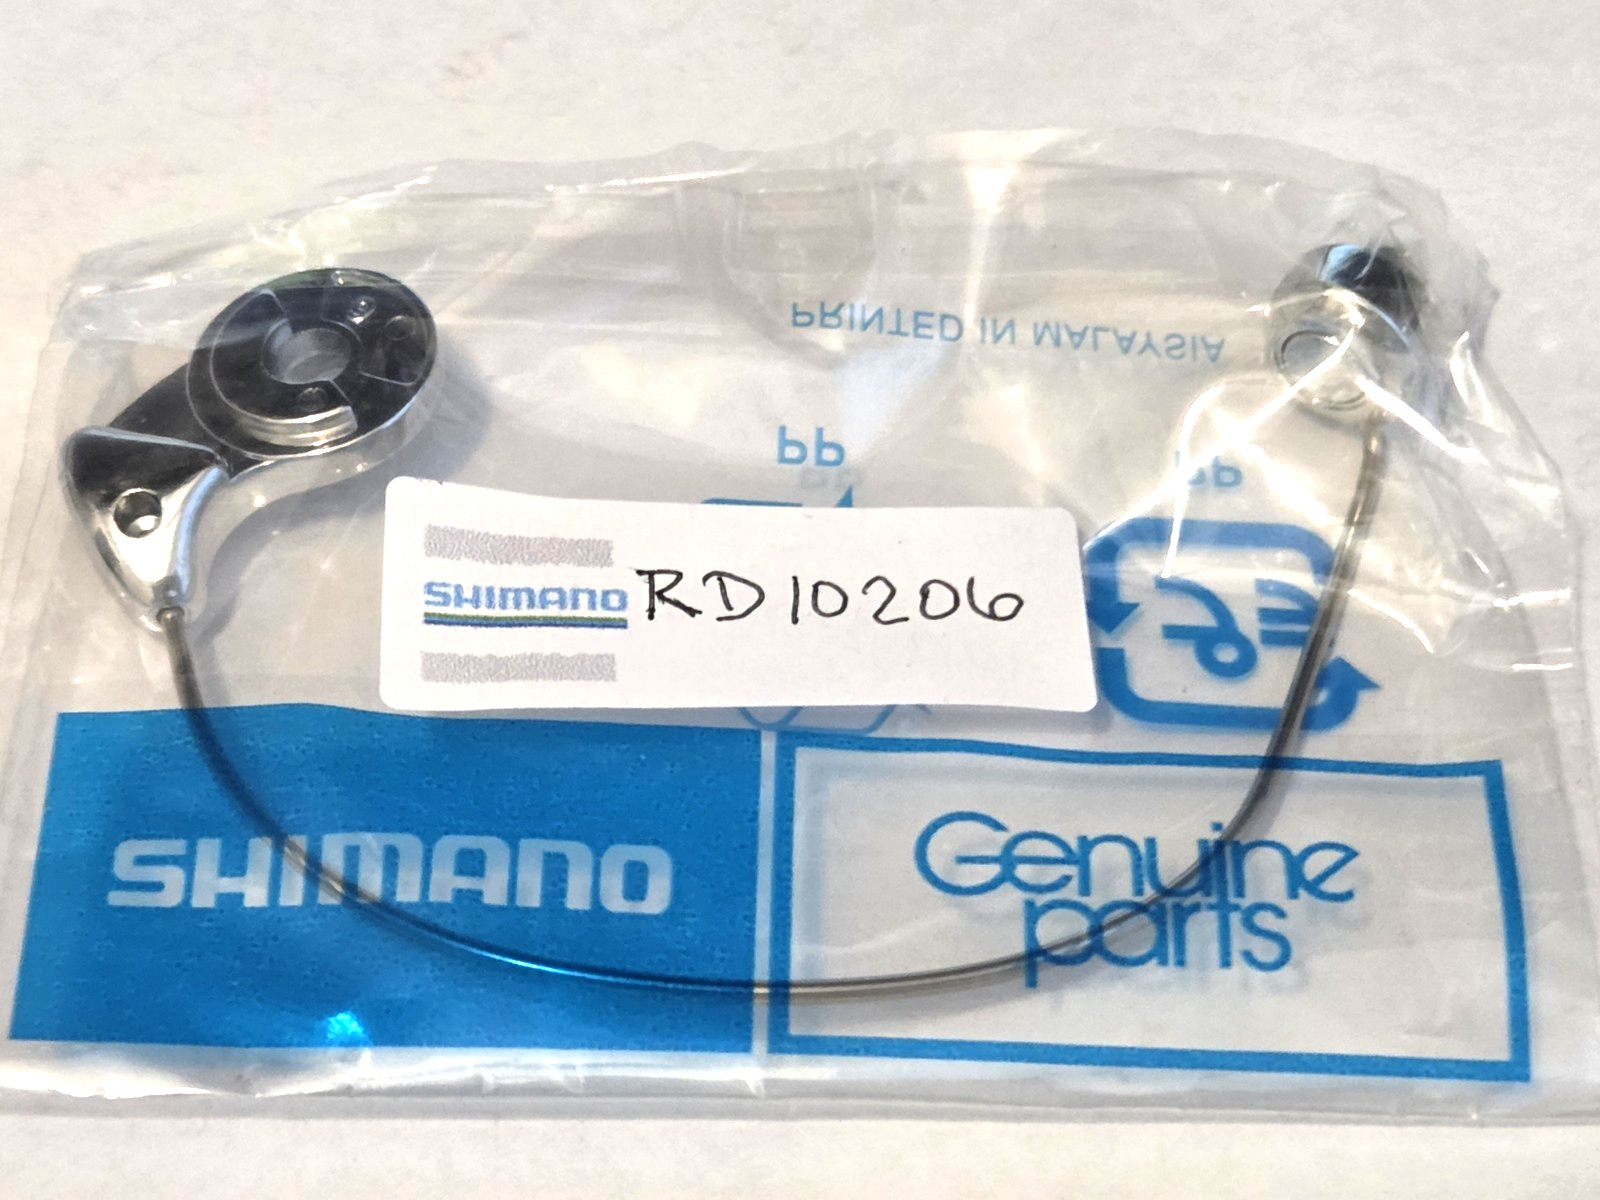 PRINTED IN MALAYSIA
PP
PP
SHIMANO RD10206
SHIMANO
Genuine
parts